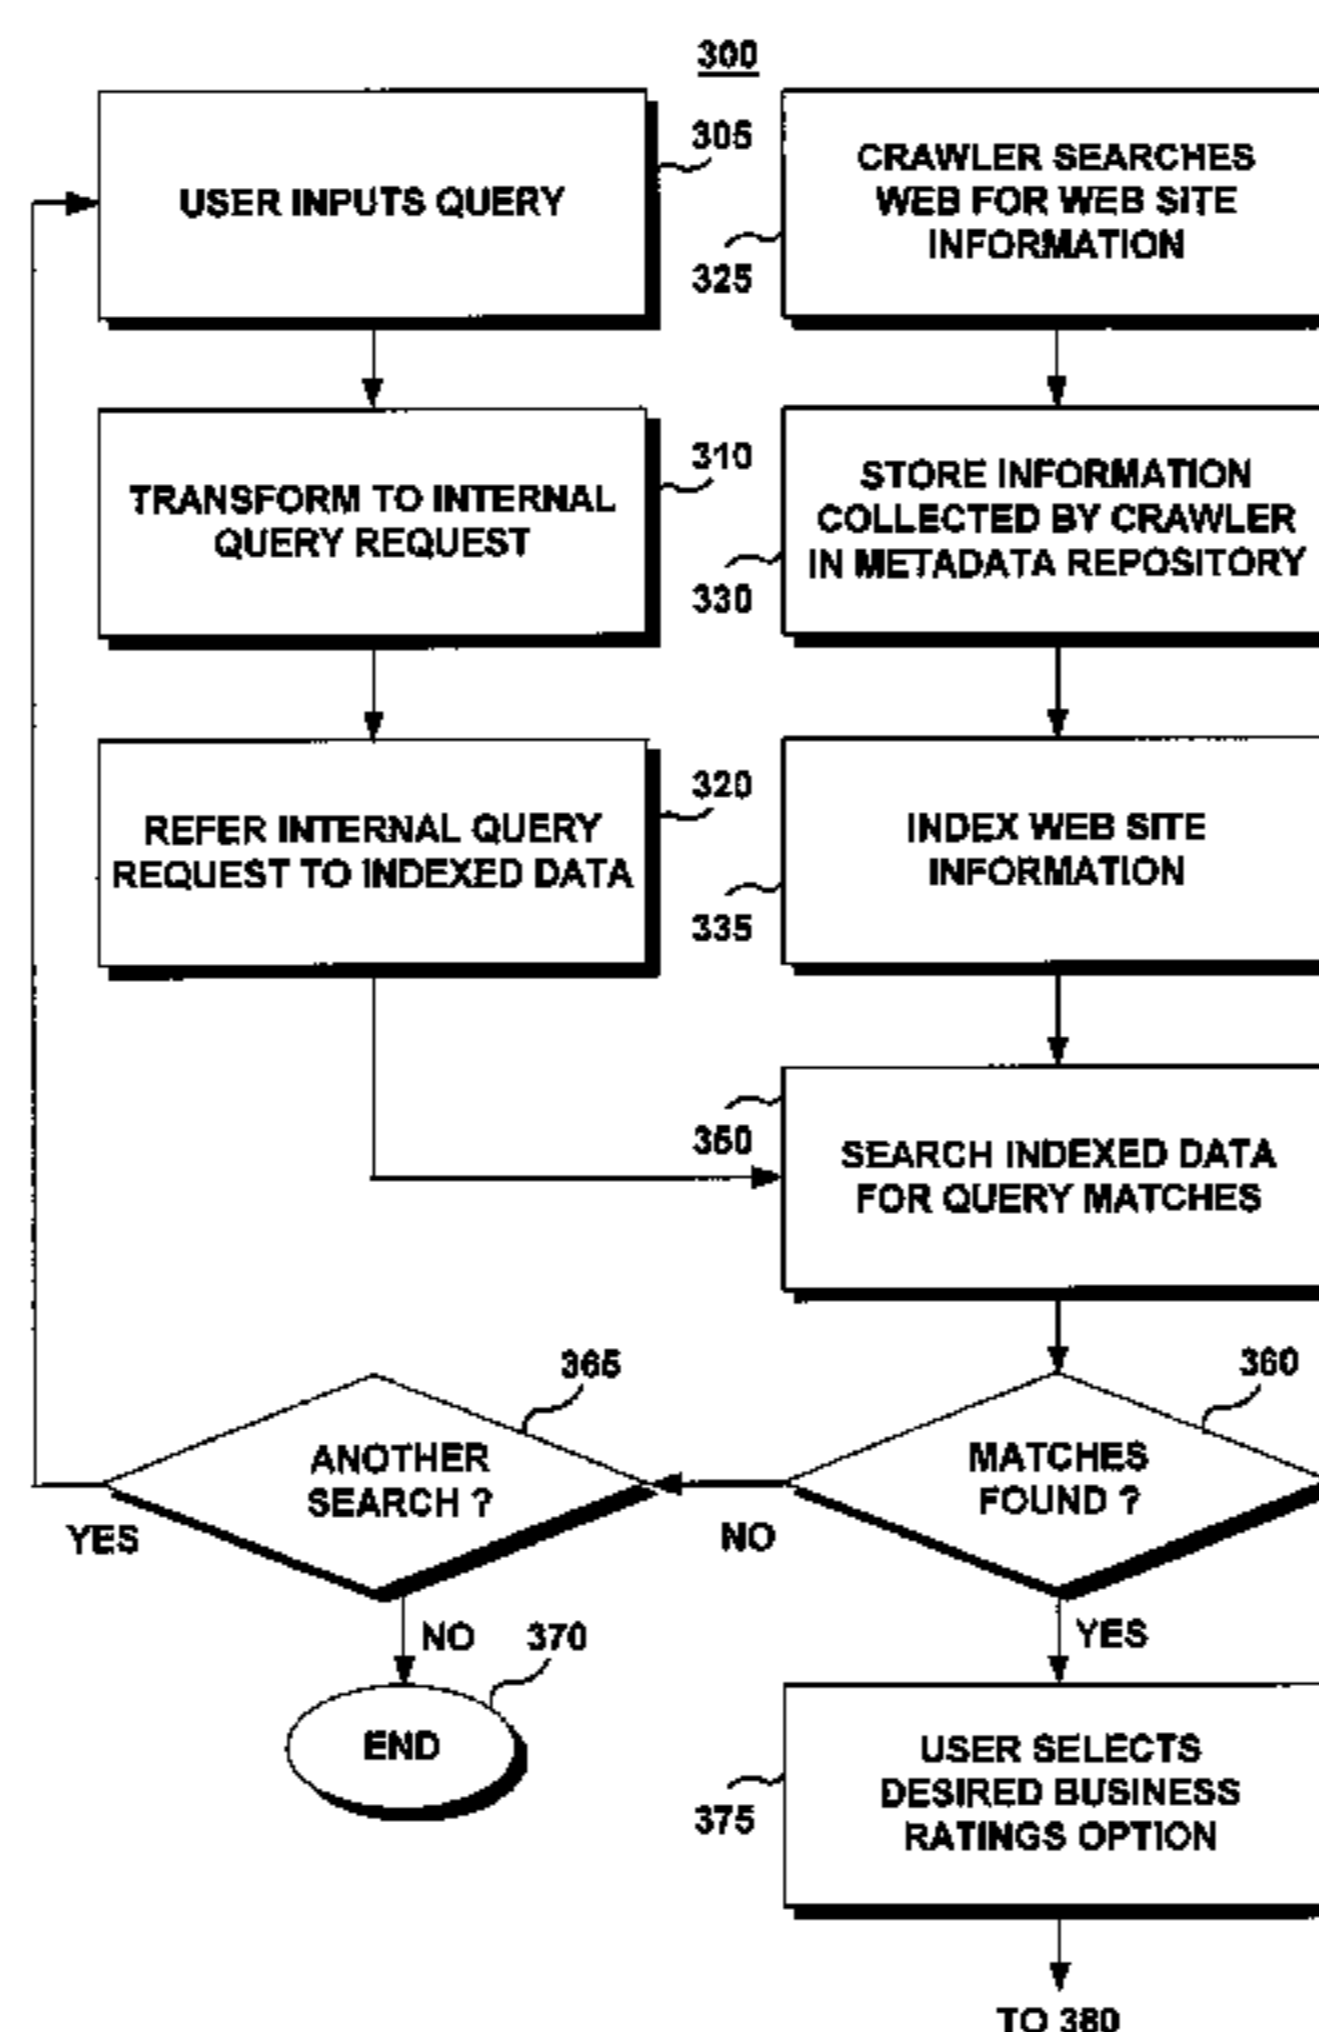 300
305
USER INPUTS QUERY
CRAWLER SEARCHES
WEB FOR WEB SITE
INFORMATION
325
310
TRANSFORM TO INTERNAL
QUERY REQUEST
STORE INFORMATION
COLLECTED BY CRAWLER
IN METADATA REPOSITORY
330
320
REFER INTERNAL QUERY
REQUEST TO INDEXED DATA
INDEX WEB SITE
INFORMATION
335
350
SEARCH INDEXED DATA
FOR QUERY MATCHES
365
360
ANOTHER
SEARCH ?
MATCHES
FOUND ?
YES
NO
NO
370
YES
END
USER SELECTS
DESIRED BUSINESS
RATINGS OPTION
375
TO 380